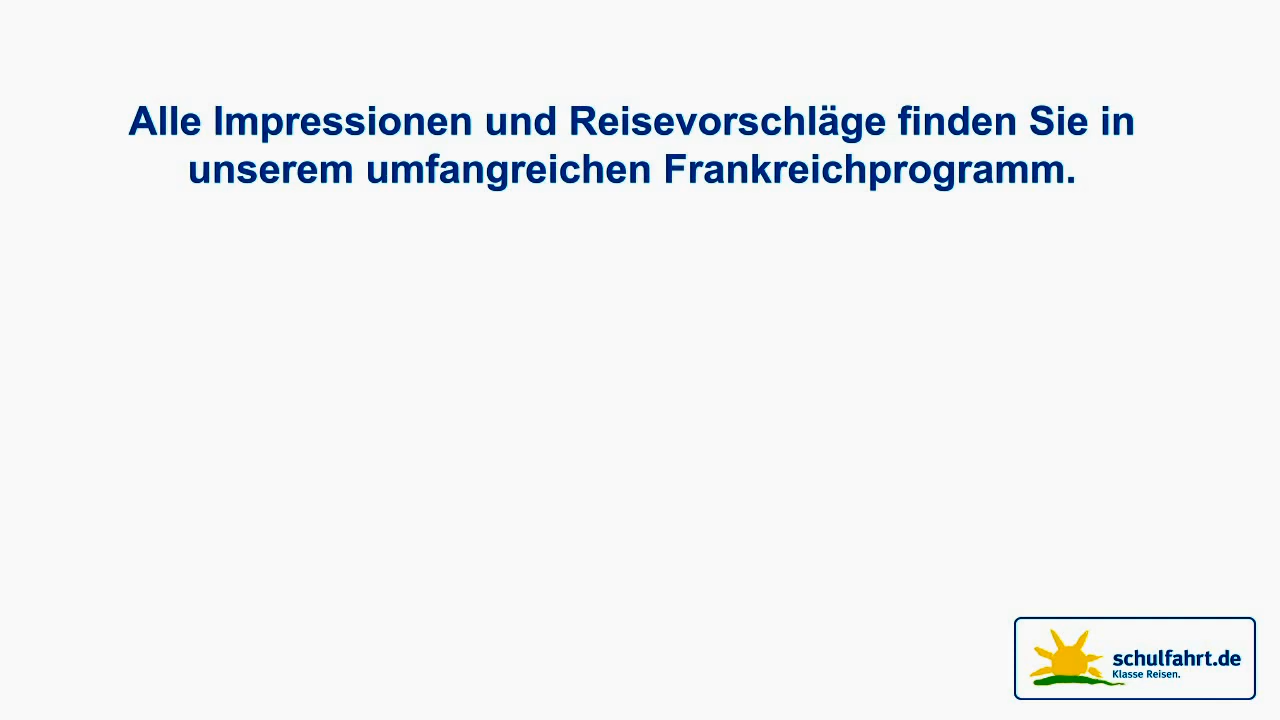 Alle Impressionen und Reisevorschläge finden Sie in
unserem umfangreichen Frankreichprogramm.
schulfahrt.de
Klasse Reisen.